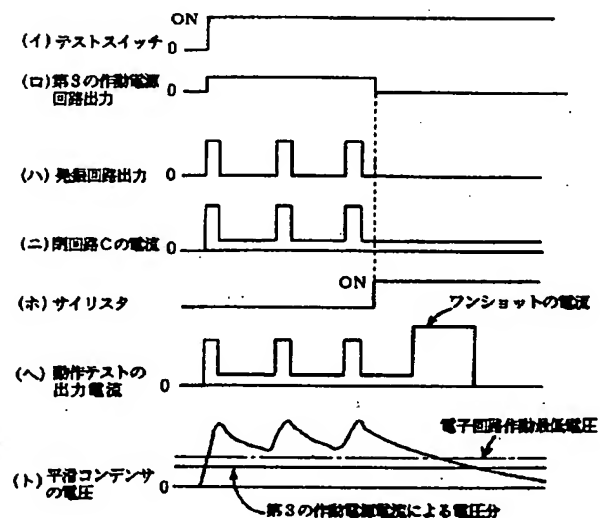 ON
(イ) テストスイッチ
0
(ロ) 第3の作動電源
回路出力
0
(ハ) 発振回路出力
0
(ニ) 閉回路Cの電流
0
ON
(ホ) サイリスタ
ワンショットの電流
(ヘ) 動作テストの
出力電流
0
電子回路作動最低電圧
(ト) 平滑コンデンサ
の電圧
0
第3の作動電源電流による電圧分